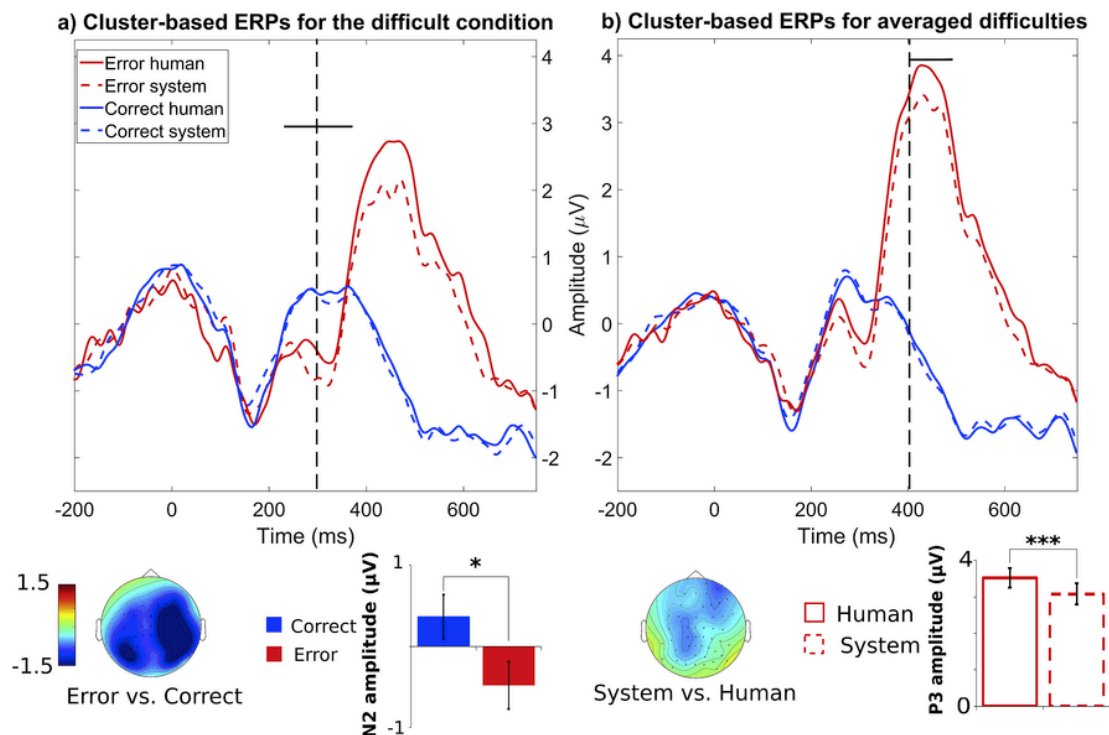 a) Cluster-based ERPs for the difficult condition
b) Cluster-based ERPs for averaged difficulties
Error human
Error system
Correct human
Correct system
4
3
2
1
0
-1
-2
Amplitude (μV)
4
3
2
1
0
-1
-2
-200 0 200 400 600
Time (ms)
-200 0 200 400 600
Time (ms)
1.5
-1.5
Error vs. Correct
Correct
Error
N2 amplitude (μV)
1
-1
*
System vs. Human
Human
System
P3 amplitude (μV)
4
0
***